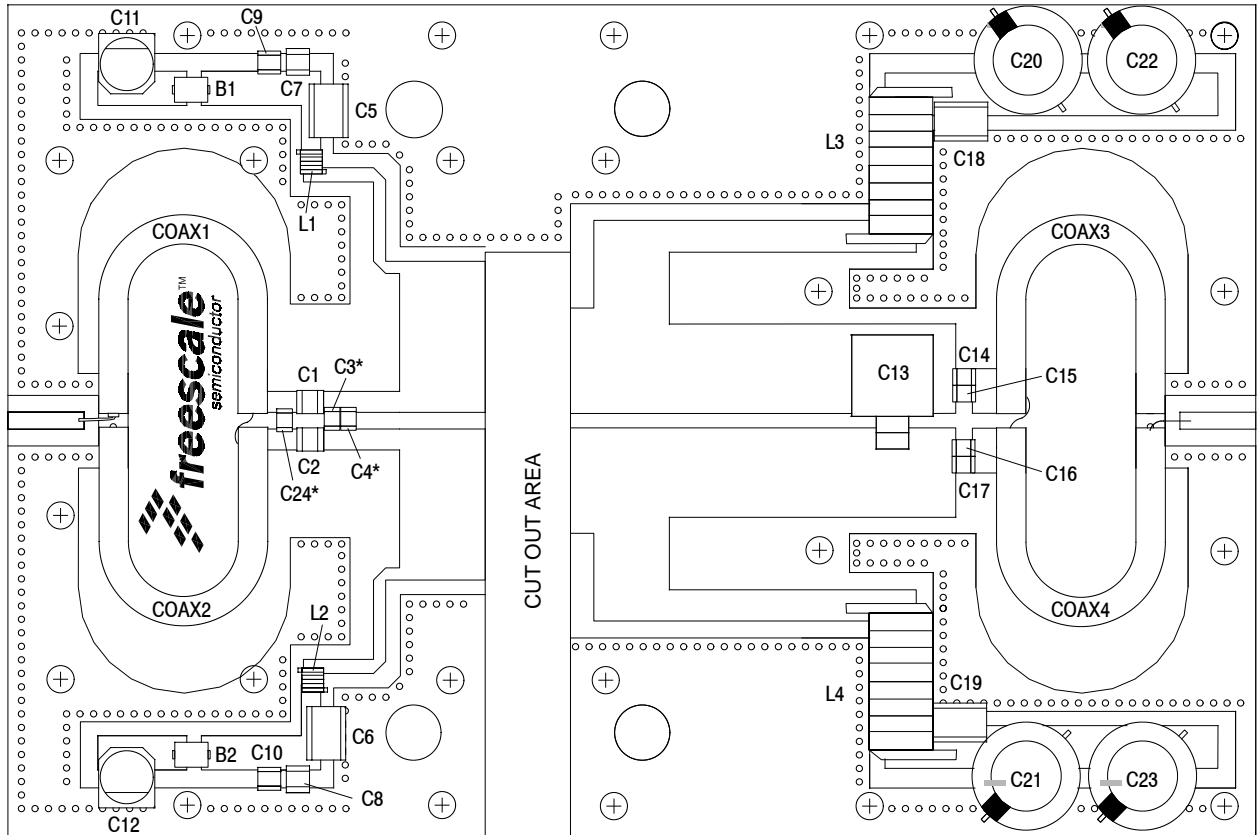 C11
C9
B1
C7
C5
L1
COAX1
freescale™
semiconductor
C1
C3*
C2
C4*
C24*
COAX2
L2
B2
C10
C6
C8
C12
CUT OUT AREA
C20
C22
L3
C18
COAX3
C13
C14
C15
C16
C17
COAX4
L4
C19
C21
C23